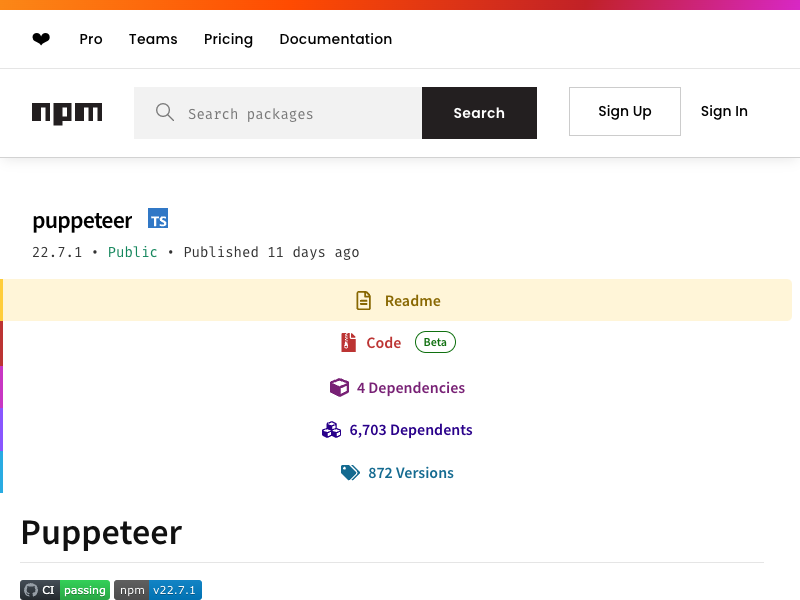 ❤ Pro Teams Pricing Documentation
npm Search packages Search Sign Up Sign In
puppeteer TS
22.7.1 • Public • Published 11 days ago
Readme
Code Beta
4 Dependencies
6,703 Dependents
872 Versions
Puppeteer
CI passing npm v22.7.1